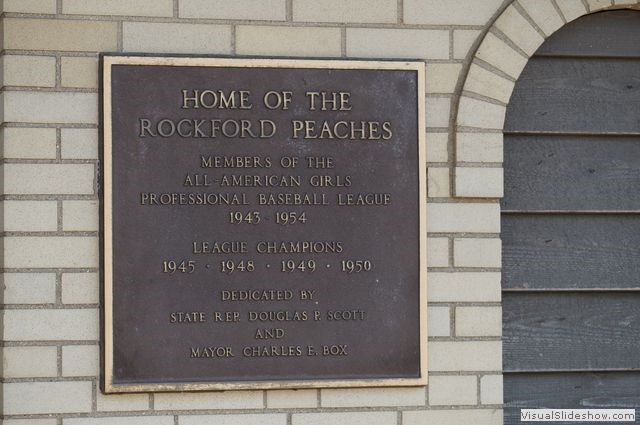 HOME OF THE
ROCKFORD PEACHES
MEMBERS OF THE
ALL-AMERICAN GIRLS
PROFESSIONAL BASEBALL LEAGUE
1943 - 1954
LEAGUE CHAMPIONS
1945 · 1948 · 1949 · 1950
DEDICATED BY
STATE REP. DOUGLAS P. SCOTT
AND
MAYOR CHARLES E. BOX
VisualSlideshow.com